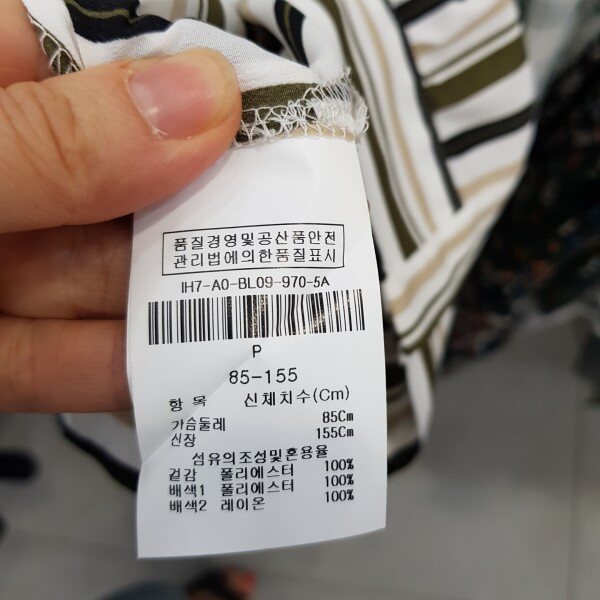 품질경영및공산품안전
관리법에의한품질표시
IH7-A0-BL09-970-5A
P
85-155
항 목 신체치수(Cm)
가슴둘레 85Cm
신장 155Cm
섬유의조성및혼용율
겉감 폴리에스터 100%
배색1 폴리에스터 100%
배색2 레이온 100%